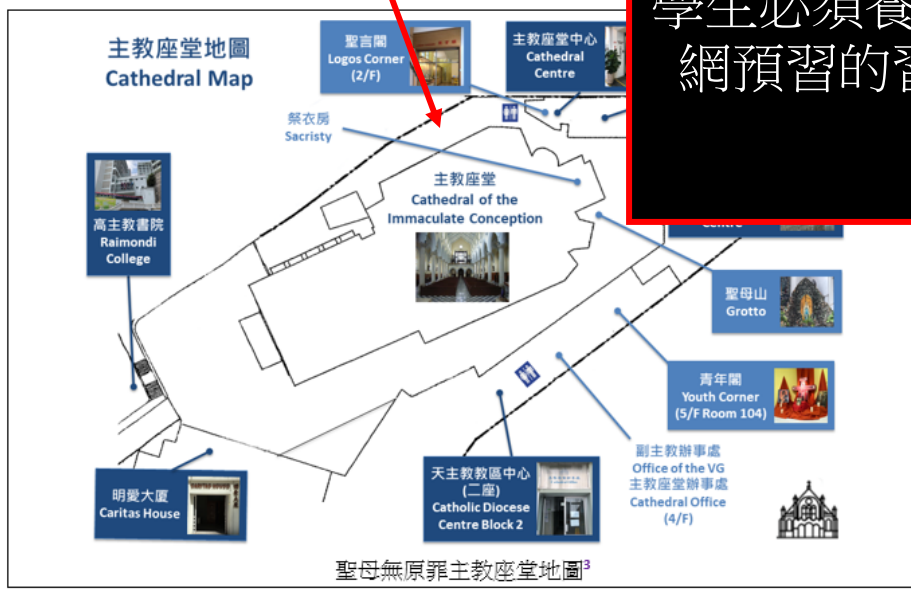 學生必須養
網預習的習
主教座堂地圖
Cathedral Map
聖言閣
Logos Corner
(2/F)
主教座堂中心
Cathedral
Centre
祭衣房
Sacristy
主教座堂
Cathedral of the
Immaculate Conception
高主教書院
Raimondi
College
Centre
聖母山
Grotto
青年閣
Youth Corner
(5/F Room 104)
副主教辦事處
Office of the VG
主教座堂辦事處
Cathedral Office
(4/F)
天主教教區中心
(二座)
Catholic Diocese
Centre Block 2
明愛大廈
Caritas House
CARITAS HOUSE
聖母無原罪主教座堂地圖3